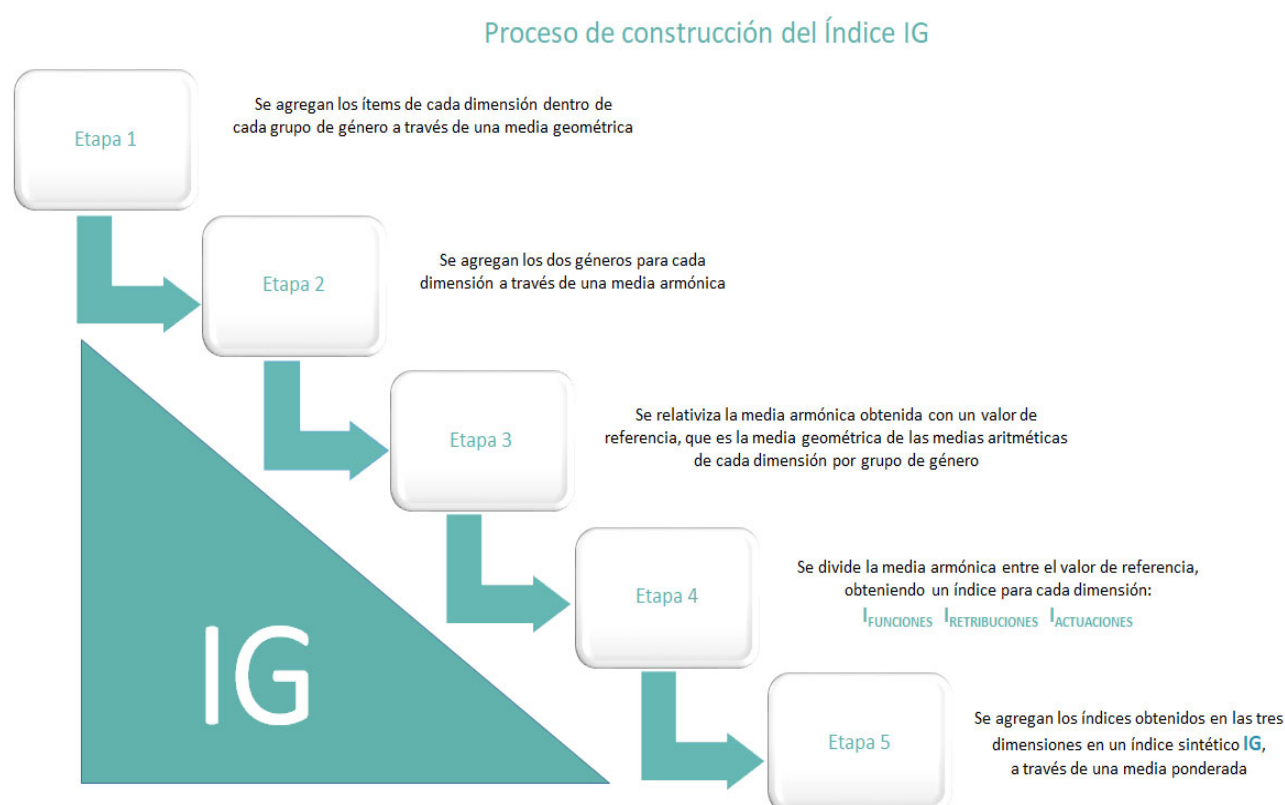 Proceso de construcción del Índice IG
Etapa 1
Se agregan los ítems de cada dimensión dentro de
cada grupo de género a través de una media geométrica
Etapa 2
Se agregan los dos géneros para cada
dimensión a través de una media armónica
Etapa 3
Se relativiza la media armónica obtenida con un valor de
referencia, que es la media geométrica de las medias aritméticas
de cada dimensión por grupo de género
Etapa 4
Se divide la media armónica entre el valor de referencia,
obteniendo un índice para cada dimensión:
IFUNCIONES IRETRIBUCIONES IACTUACIONES
Etapa 5
Se agregan los índices obtenidos en las tres
dimensiones en un índice sintético IG,
a través de una media ponderada
IG